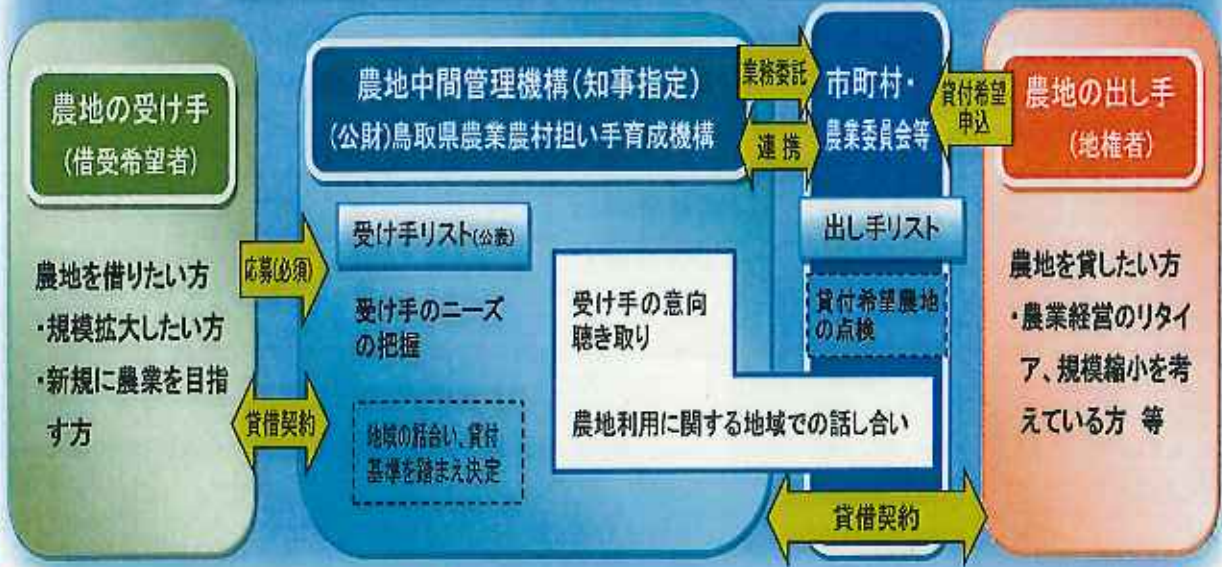 農地の受け手
(借受希望者)
農地を借りたい方
・規模拡大したい方
・新規に農業を目指
す方
応募(必須)
貸借契約
農地中間管理機構(知事指定)
(公財)鳥取県農業農村担い手育成機構
受け手リスト(公表)
受け手のニーズ
の把握
地域の話合い、貸付
基準を踏まえ決定
受け手の意向
聴き取り
農地利用に関する地域での話し合い
業務委託
連携
市町村・
農業委員会等
出し手リスト
貸付希望農地
の点検
貸付希望
申込
貸借契約
農地の出し手
(地権者)
農地を貸したい方
・農業経営のリタイ
ア、規模縮小を考
えている方 等